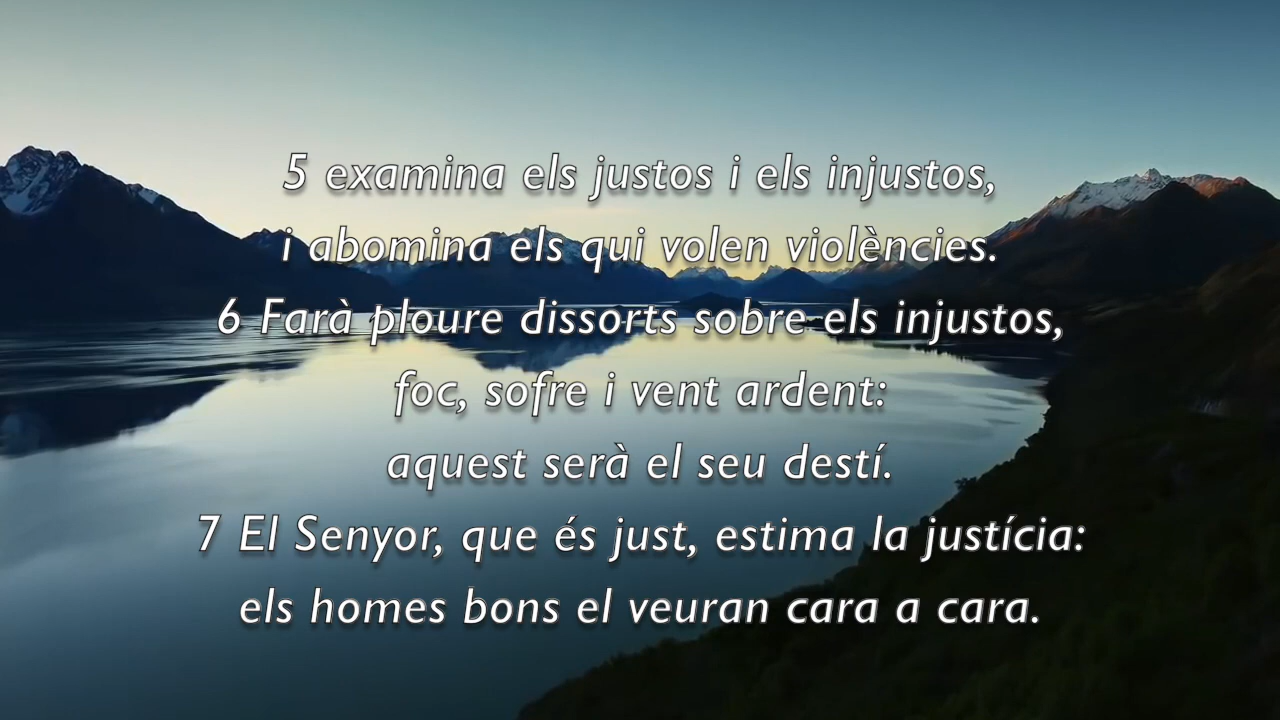 5 examina els justos i els injustos,
i abomina els qui volen violències.
6 Farà ploure dissorts sobre els injustos,
foc, sofre i vent ardent:
aquest serà el seu destí.
7 El Senyor, que és just, estima la justícia:
els homes bons el veuran cara a cara.